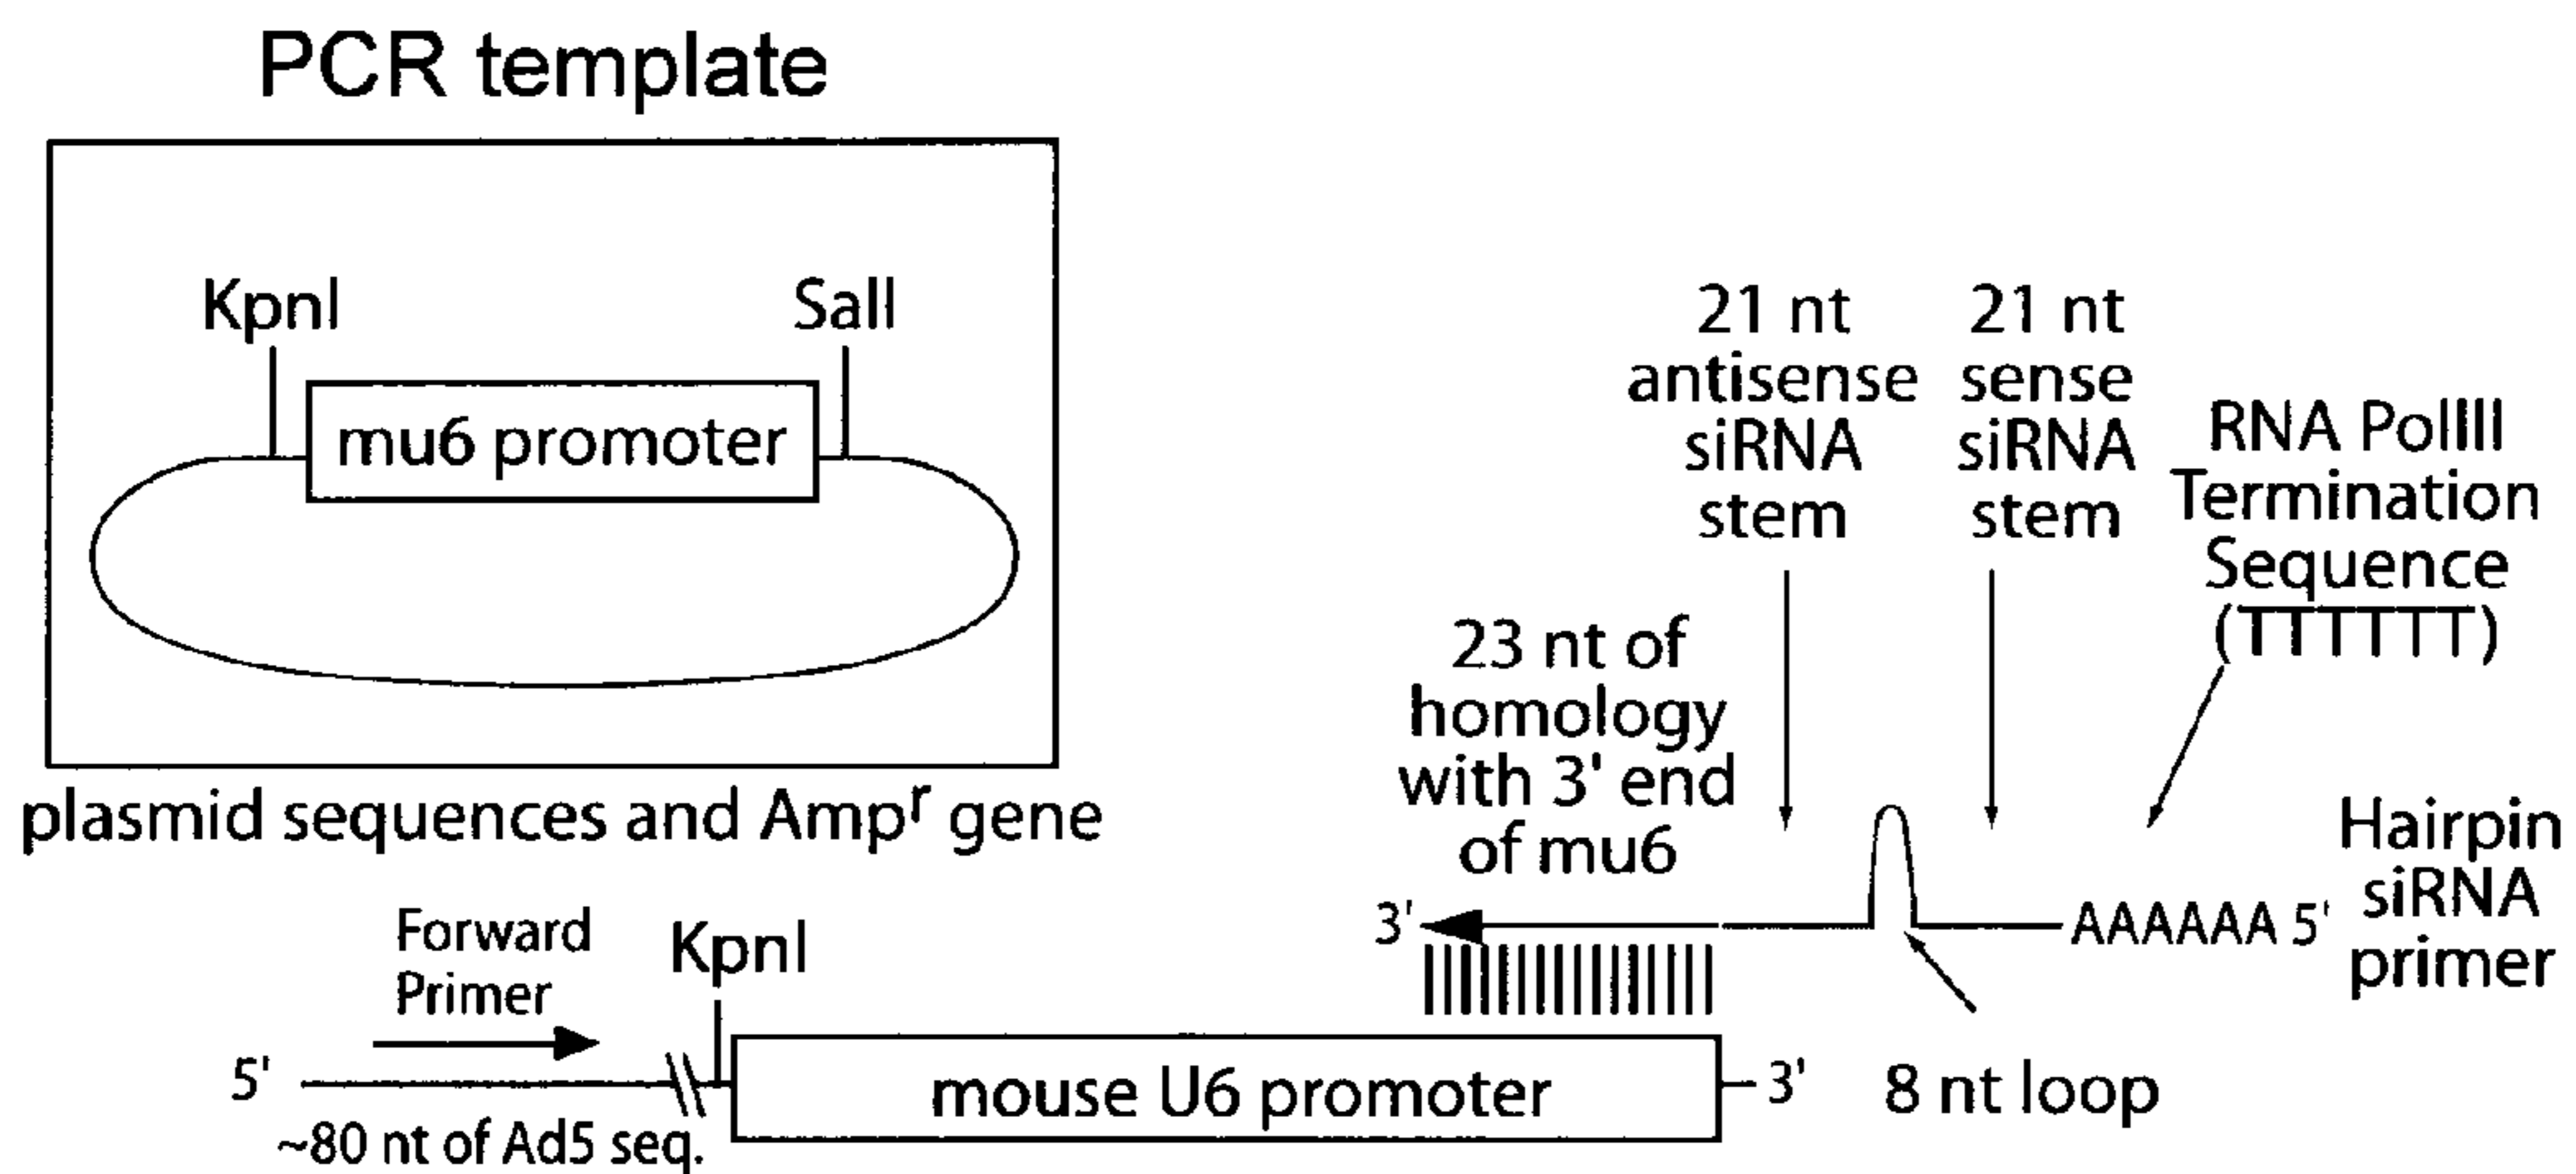 PCR template
KpnI
SalI
mu6 promoter
plasmid sequences and Ampʳ gene
21 nt
antisense
siRNA
stem
21 nt
sense
siRNA
stem
RNA PolIII
Termination
Sequence
(TTTTTT)
23 nt of
homology
with 3' end
of mu6
3'
AAAAAA 5'
Hairpin
siRNA
primer
8 nt loop
Forward
Primer
KpnI
5'
mouse U6 promoter
3'
~80 nt of Ad5 seq.